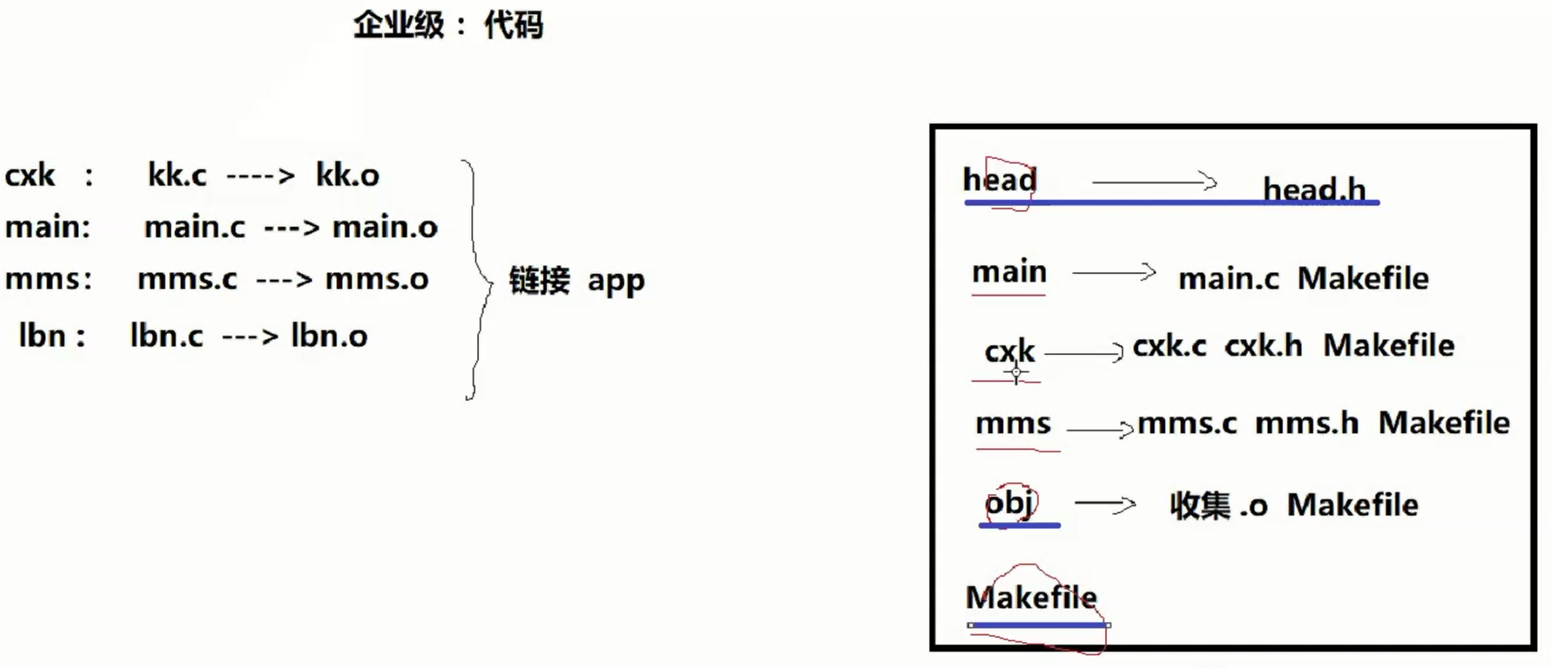 企业级： 代码
cxk ： kk.c ----> kk.o
main: main.c ---> main.o
mms: mms.c ---> mms.o
lbn : lbn.c ---> lbn.o
链接 app
head head.h
main main.c Makefile
cxk cxk.c cxk.h Makefile
mms mms.c mms.h Makefile
obj 收集 .o Makefile
Makefile